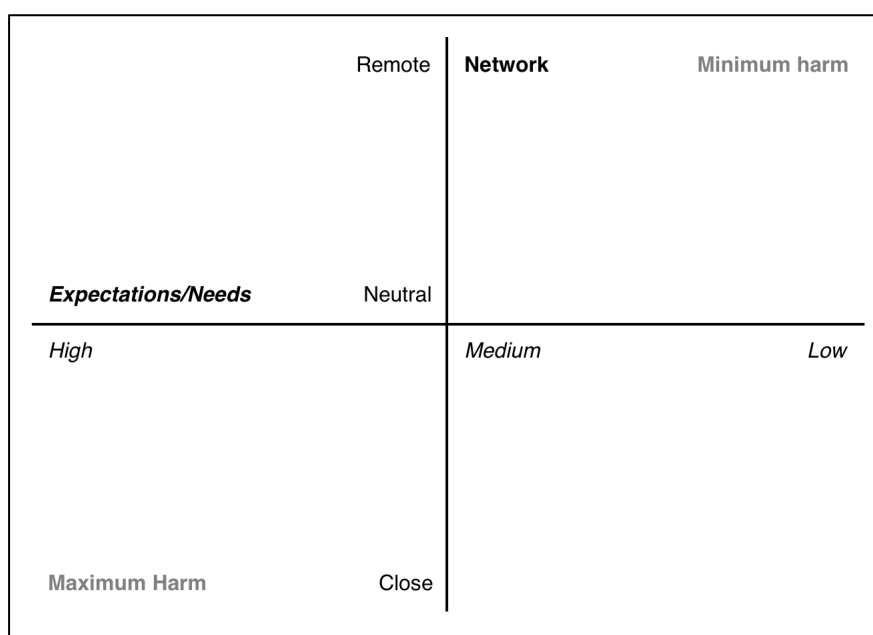 Remote Network Minimum harm
Expectations/Needs Neutral
High Medium Low
Maximum Harm Close